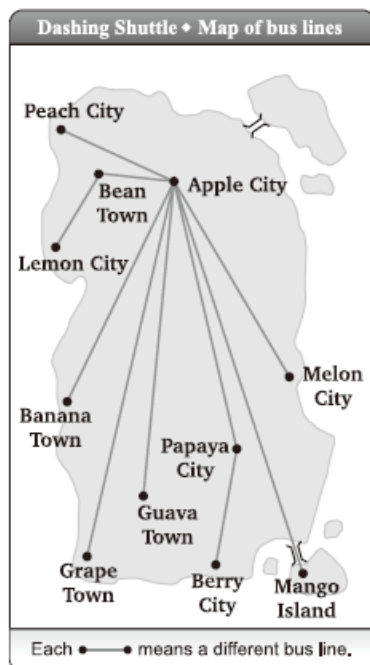 Dashing Shuttle ◆ Map of bus lines
Peach City
Apple City
Bean
Town
Lemon City
Melon
City
Banana
Town
Papaya
City
Guava
Town
Grape
Town
Berry
City
Mango
Island
Each ●—● means a different bus line.